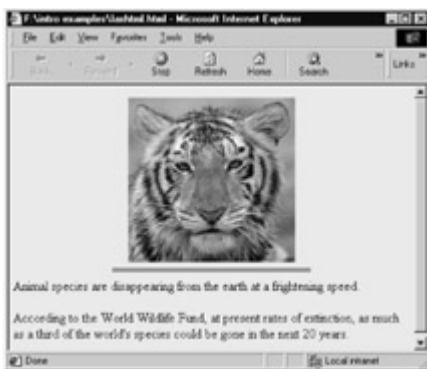 F:\intro examples\lashtml.html - Microsoft Internet Explorer
File Edit View Favorites Tools Help
Back Forward Stop Refresh Home Search Links
Animal species are disappearing from the earth at a frightening speed.
According to the World Wildlife Fund, at present rates of extinction, as much
as a third of the world's species could be gone in the next 20 years.
Done Local intranet